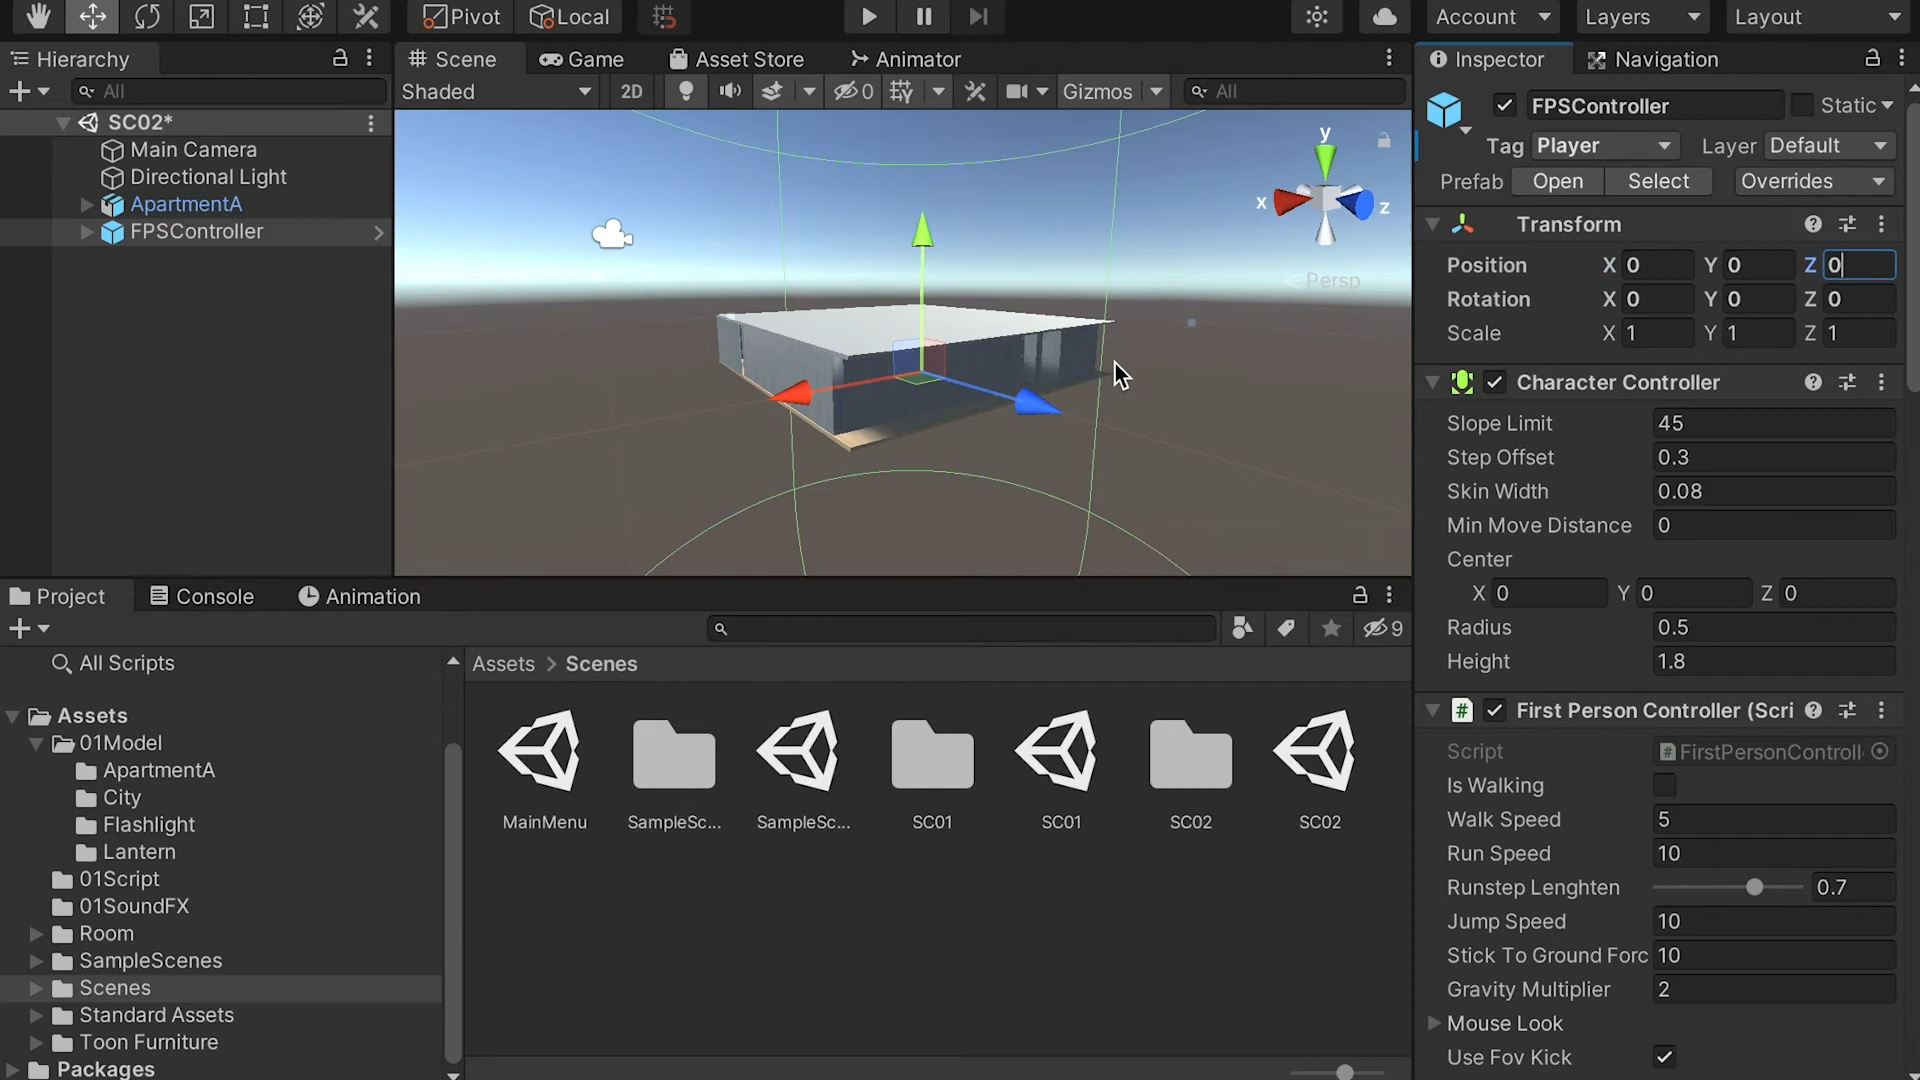 Pivot Local Account Layers Layout
Hierarchy Scene Game Asset Store Animator Inspector Navigation
All Shaded 2D 0 Gizmos All
FPSController Static
SC02*
Main Camera
Directional Light
ApartmentA
FPSController
y
x z
Persp
Tag Player Layer Default
Prefab Open Select Overrides
Transform
Position X 0 Y 0 Z 0
Rotation X 0 Y 0 Z 0
Scale X 1 Y 1 Z 1
Character Controller
Slope Limit 45
Step Offset 0.3
Skin Width 0.08
Min Move Distance 0
Center
X 0 Y 0 Z 0
Radius 0.5
Height 1.8
First Person Controller (Scri
Script # FirstPersonControll
Is Walking
Walk Speed 5
Run Speed 10
Runstep Lenghten 0.7
Jump Speed 10
Stick To Ground Forc 10
Gravity Multiplier 2
Mouse Look
Use Fov Kick
Project Console Animation
9
All Scripts
Assets
01Model
ApartmentA
City
Flashlight
Lantern
01Script
01SoundFX
Room
SampleScenes
Scenes
Standard Assets
Toon Furniture
Packages
Assets > Scenes
MainMenu SampleSc... SampleSc... SC01 SC01 SC02 SC02